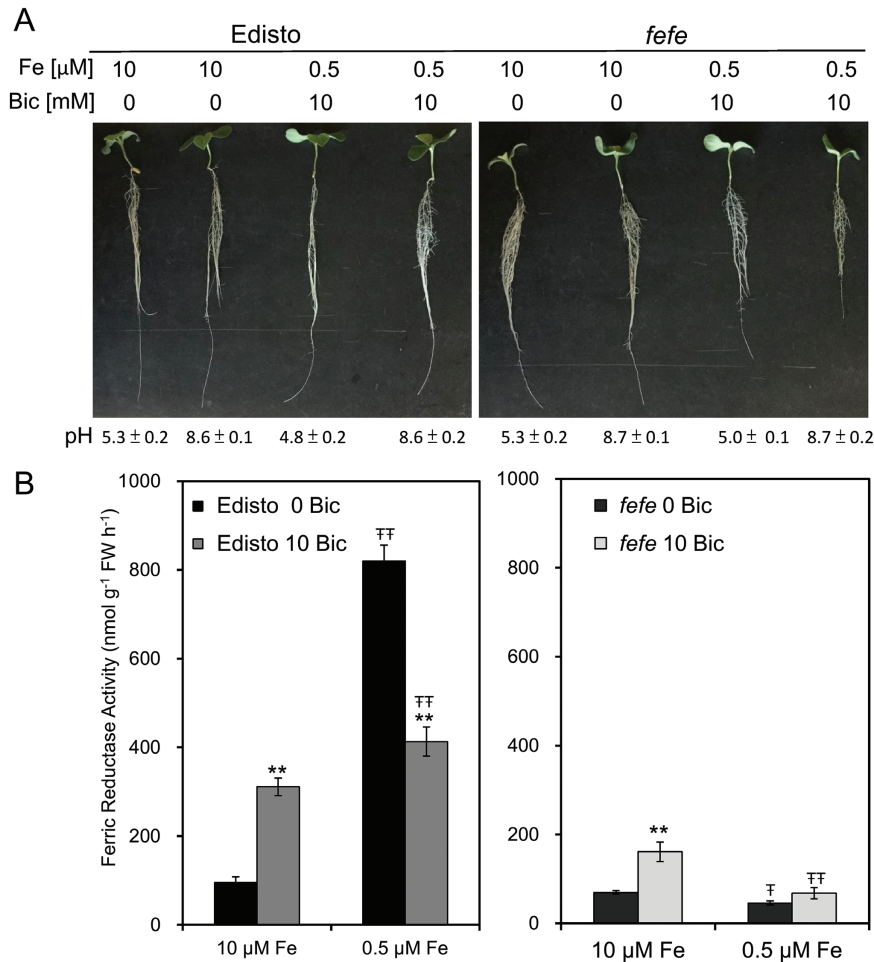 A
Edisto fefe
Fe [µM] 10 10 0.5 0.5 10 10 0.5 0.5
Bic [mM] 0 0 10 10 0 0 10 10
pH 5.3 ± 0.2 8.6 ± 0.1 4.8 ± 0.2 8.6 ± 0.2 5.3 ± 0.2 8.7 ± 0.1 5.0 ± 0.1 8.7 ± 0.2
B
Ferric Reductase Activity (nmol g⁻¹ FW h⁻¹)
1000
800
600
400
200
0
Edisto 0 Bic
Edisto 10 Bic
**
ŦŦ
ŦŦ
**
10 µM Fe 0.5 µM Fe
1000
800
600
400
200
0
fefe 0 Bic
fefe 10 Bic
**
Ŧ
ŦŦ
10 µM Fe 0.5 µM Fe